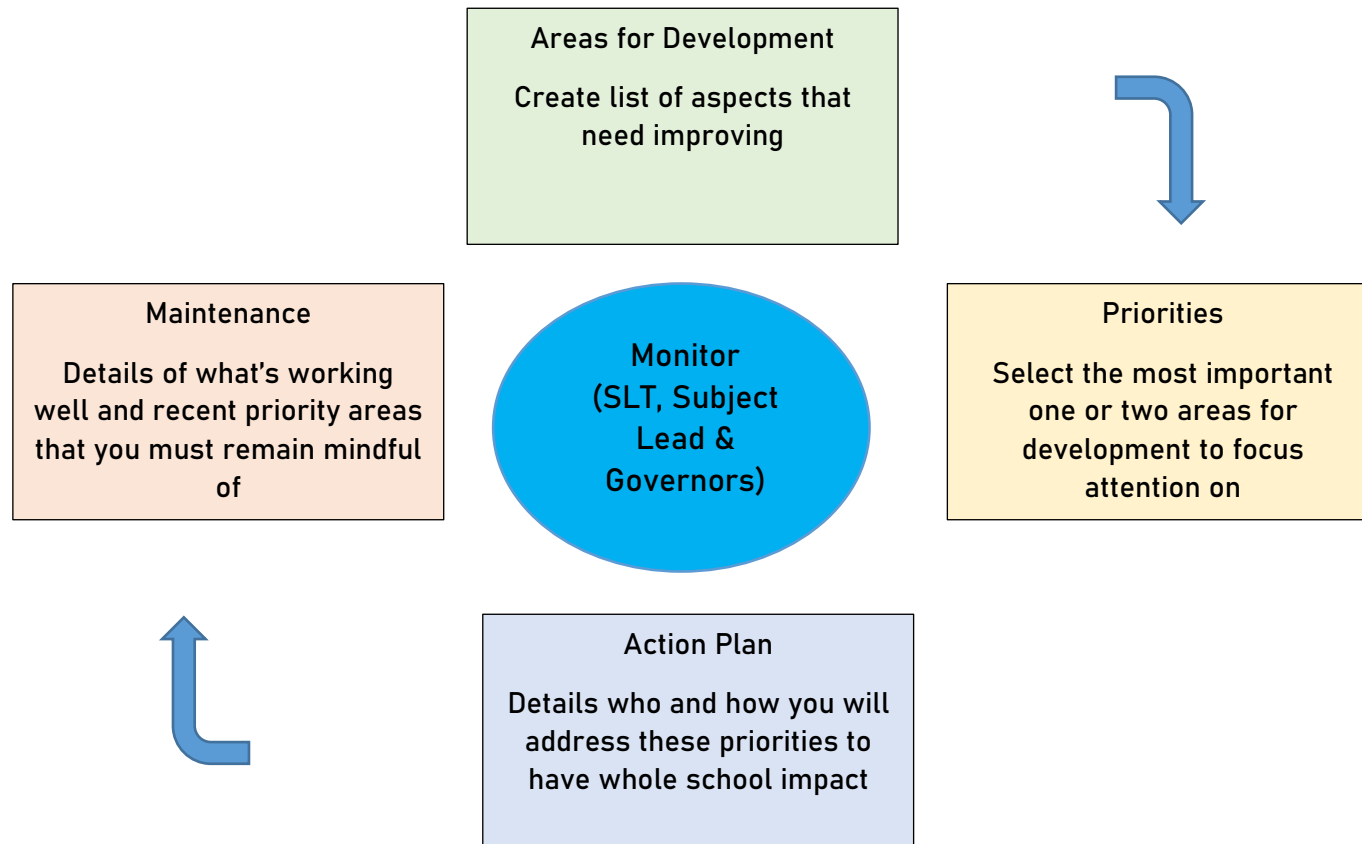 Areas for Development
Create list of aspects that
need improving
Maintenance
Details of what's working
well and recent priority areas
that you must remain mindful
of
Monitor
(SLT, Subject
Lead &
Governors)
Priorities
Select the most important
one or two areas for
development to focus
attention on
Action Plan
Details who and how you will
address these priorities to
have whole school impact